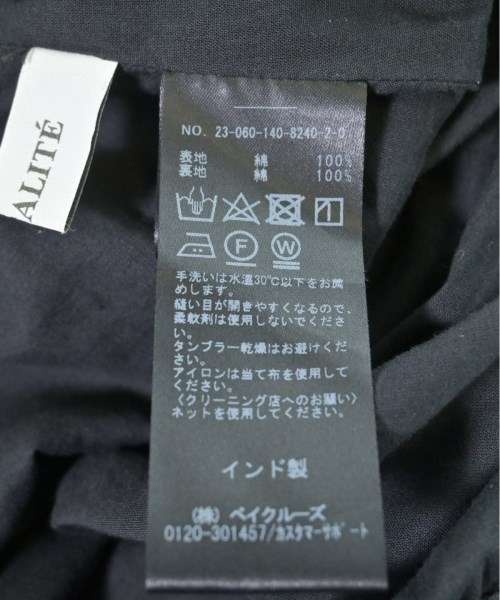 ALITÉ
NO. 23-060-140-8240-2-0
表地 綿 100%
裏地 綿 100%
F
W
手洗いは水温30℃以下をお薦
めします。
縫い目が開きやすくなるので、
柔軟剤は使用しないでくださ
い。
タンブラー乾燥はお避けくだ
さい。
アイロンは当て布を使用して
ください。
〈クリーニング店へのお願い〉
ネットを使用してください。
インド製
(株) ベイクルーズ
0120-301457/カスタマーサポート